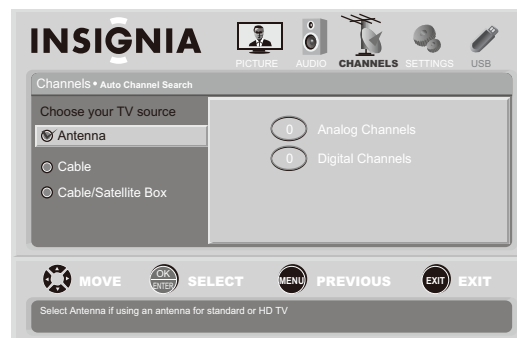 INSIGNIA
PICTURE AUDIO CHANNELS SETTINGS USB
Channels • Auto Channel Search
Choose your TV source
Antenna
Cable
Cable/Satellite Box
0 Analog Channels
0 Digital Channels
MOVE OK ENTER SELECT MENU PREVIOUS EXIT EXIT
Select Antenna if using an antenna for standard or HD TV